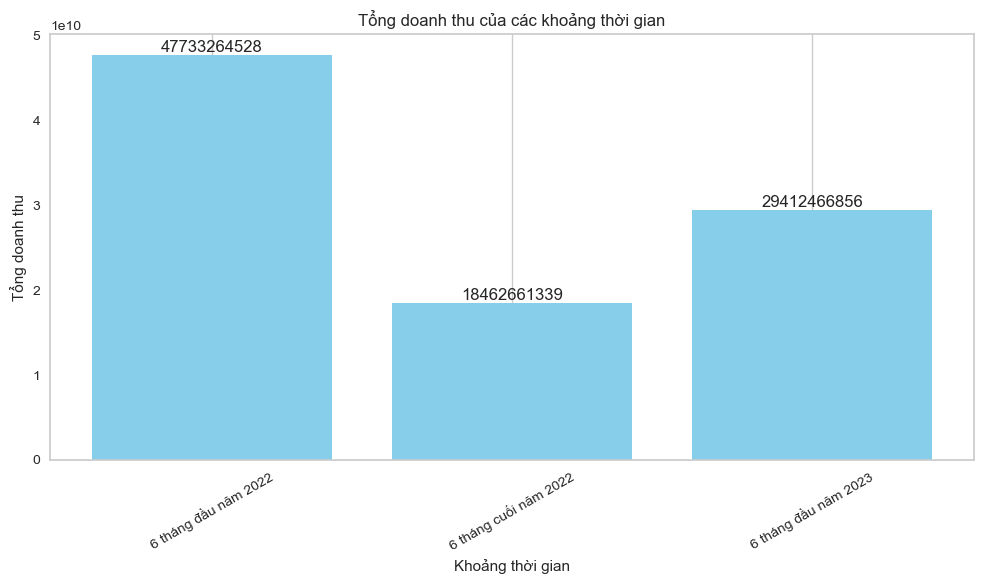 Tổng doanh thu của các khoảng thời gian
1e10
5
4
3
2
1
0
Tổng doanh thu
47733264528
18462661339
29412466856
6 tháng đầu năm 2022
6 tháng cuối năm 2022
6 tháng đầu năm 2023
Khoảng thời gian